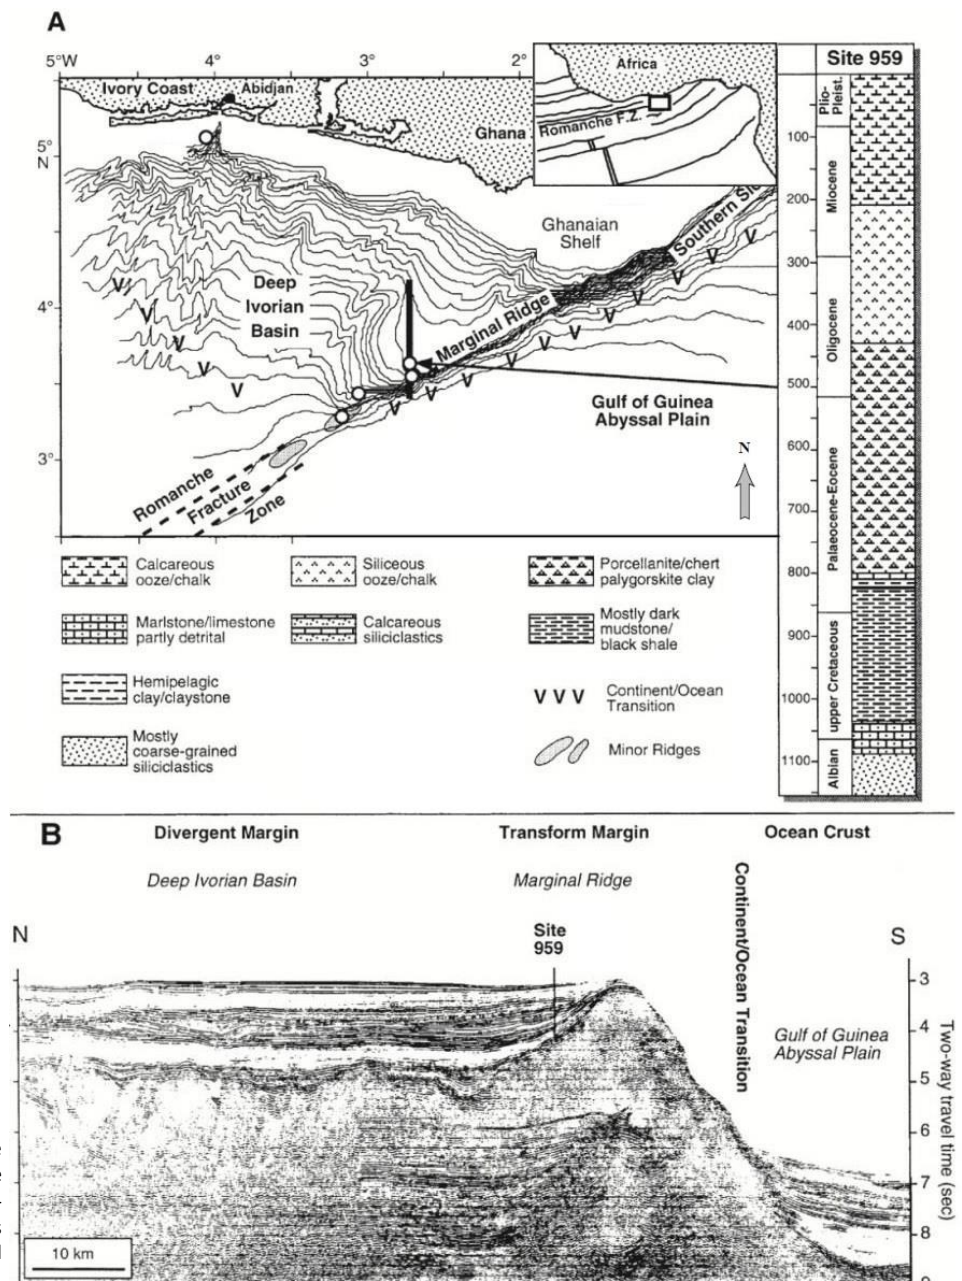 A
5°W
4°
3°
2°
Ivory Coast
Abidjan
Ghana
5°
N
4°
3°
Africa
Romanche F.Z.
Ghanaian
Shelf
Southern
Deep
Ivorian
Basin
Marginal Ridge
Gulf of Guinea
Abyssal Plain
N
Romanche
Fracture
Zone
V V V
Site 959
Plio-
Pleist.
Miocene
Oligocene
Palaeocene-Eocene
upper Cretaceous
Albian
100
200
300
400
500
600
700
800
900
1000
1100
Calcareous
ooze/chalk
Siliceous
ooze/chalk
Porcellanite/chert
palygorskite clay
Marlstone/limestone
partly detrital
Calcareous
siliciclastics
Mostly dark
mudstone/
black shale
Hemipelagic
clay/claystone
V V V
Continent/Ocean
Transition
Mostly
coarse-grained
siliciclastics
Minor Ridges
B
Divergent Margin
Transform Margin
Ocean Crust
Deep Ivorian Basin
Marginal Ridge
Continent/Ocean Transition
N
Site
959
S
Gulf of Guinea
Abyssal Plain
3
4
5
6
7
8
Two-way travel time (sec)
10 km